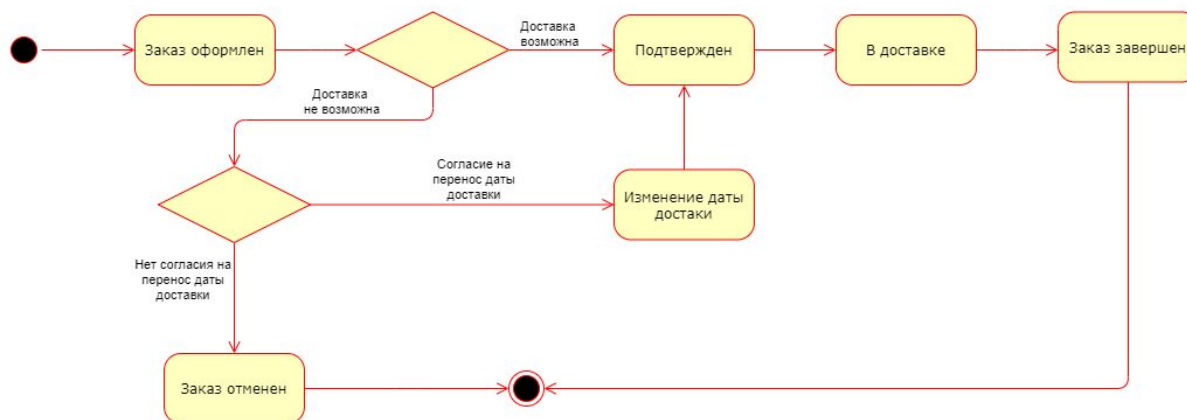 Заказ оформлен
Доставка
возможна
Подтвержден
В доставке
Заказ завершен
Доставка
не возможна
Согласие на
перенос даты
доставки
Изменение даты
достаки
Нет согласия на
перенос даты
доставки
Заказ отменен